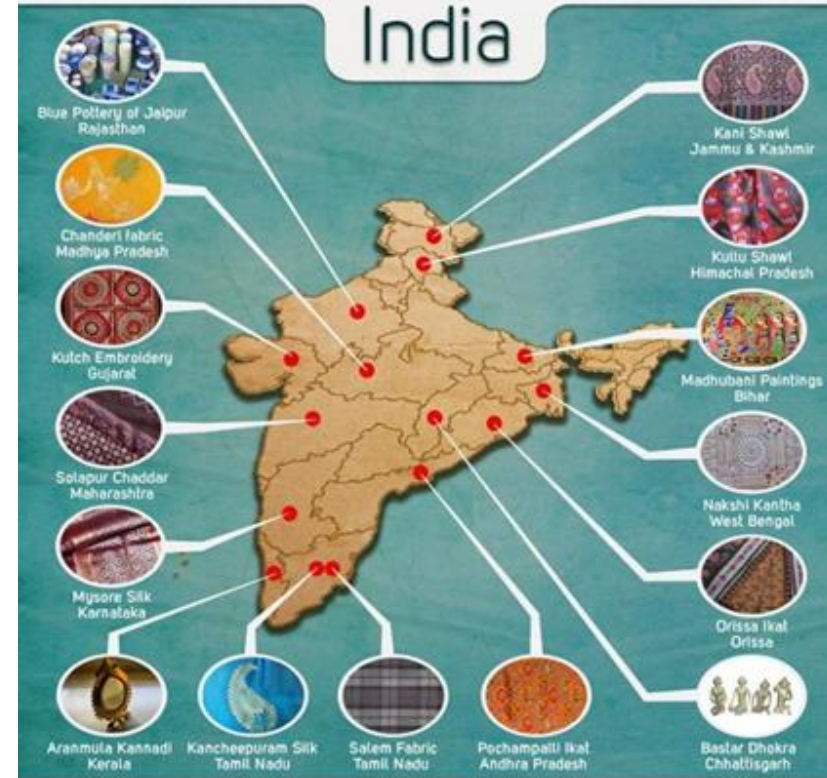 India
Blue Pottery of Jaipur
Rajasthan
Chanderi fabric
Madhya Pradesh
Kutch Embroidery
Gujarat
Solapur Chaddar
Maharashtra
Mysore Silk
Karnataka
Aranmula Kannadi
Kerala
Kancheepuram Silk
Tamil Nadu
Salem Fabric
Tamil Nadu
Pochampalli Ikat
Andhra Pradesh
Kani Shawl
Jammu & Kashmir
Kullu Shawl
Himachal Pradesh
Madhubani Paintings
Bihar
Nakshi Kantha
West Bengal
Orissa Ikat
Orissa
Bastar Dhokra
Chhattisgarh